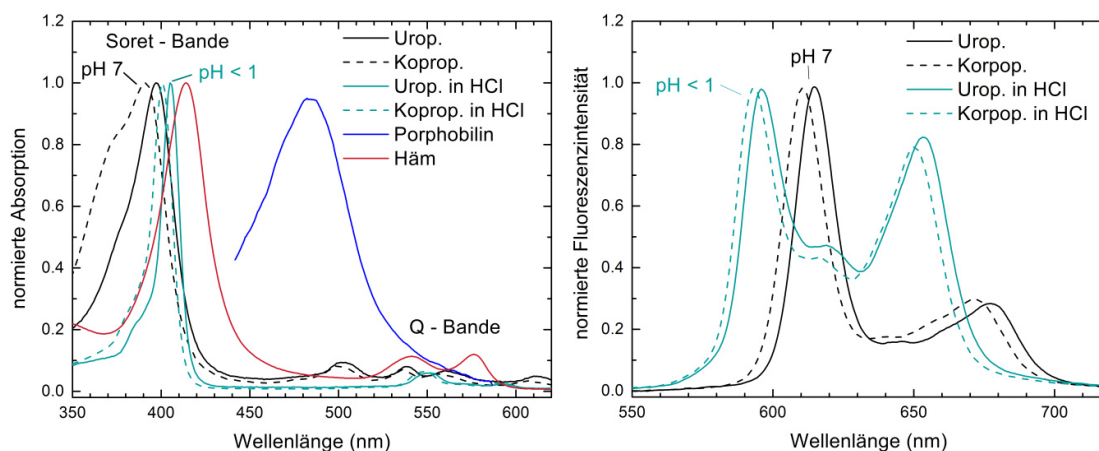 Soret - Bande
pH 7
pH < 1
Urop.
Koprop.
Urop. in HCl
Koprop. in HCl
Porphobilin
Häm
Q - Bande
normierte Absorption
0.0
0.2
0.4
0.6
0.8
1.0
1.2
350
400
450
500
550
600
Wellenlänge (nm)
pH 7
pH < 1
Urop.
Korpop.
Urop. in HCl
Korpop. in HCl
normierte Fluoreszenzintensität
0.0
0.2
0.4
0.6
0.8
1.0
1.2
550
600
650
700
Wellenlänge (nm)